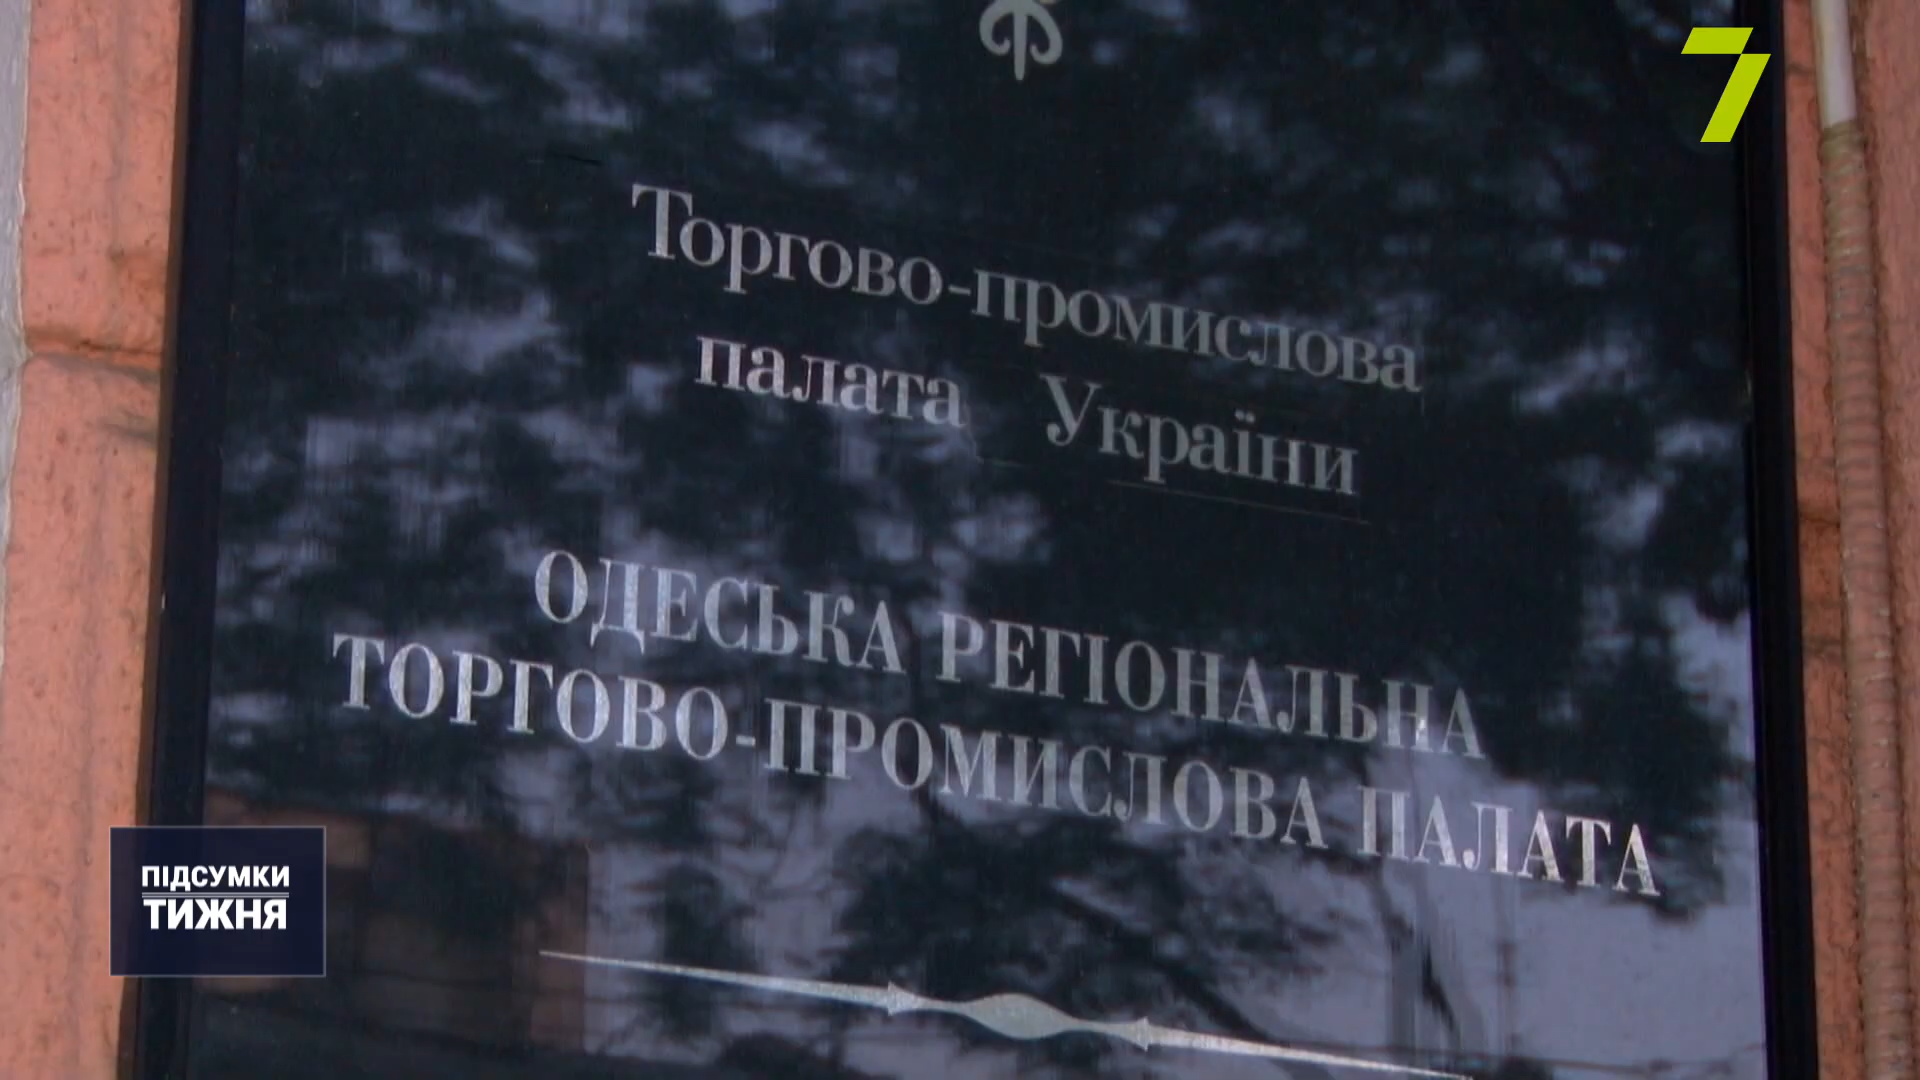 7
Торгово-промислова
палата України
ОДЕСЬКА РЕГІОНАЛЬНА
ТОРГОВО-ПРОМИСЛОВА ПАЛАТА
ПІДСУМКИ
ТИЖНЯ